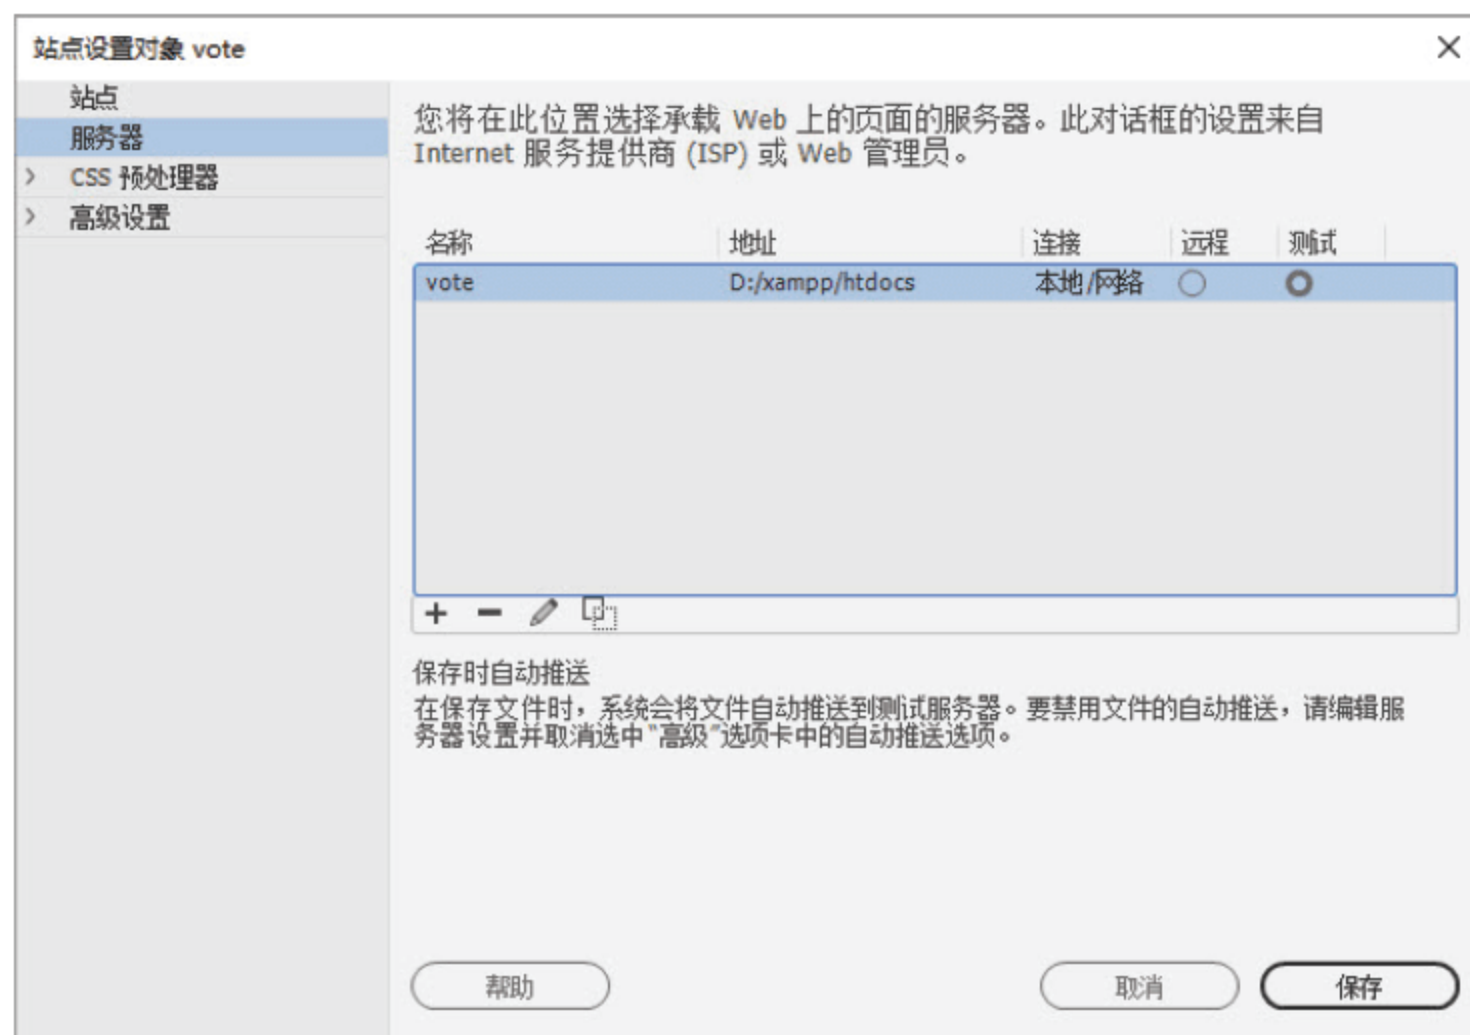 站点设置对象 vote
站点
服务器
CSS 预处理器
高级设置
您将在此位置选择承载 Web 上的页面的服务器。此对话框的设置来自
Internet 服务提供商 (ISP) 或 Web 管理员。
名称 地址 连接 远程 测试
vote D:/xampp/htdocs 本地/网络
保存时自动推送
在保存文件时，系统会将文件自动推送到测试服务器。要禁用文件的自动推送，请编辑服
务器设置并取消选中"高级"选项卡中的自动推送选项。
帮助 取消 保存